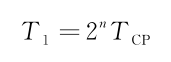 T₁ = 2ⁿ T_CP